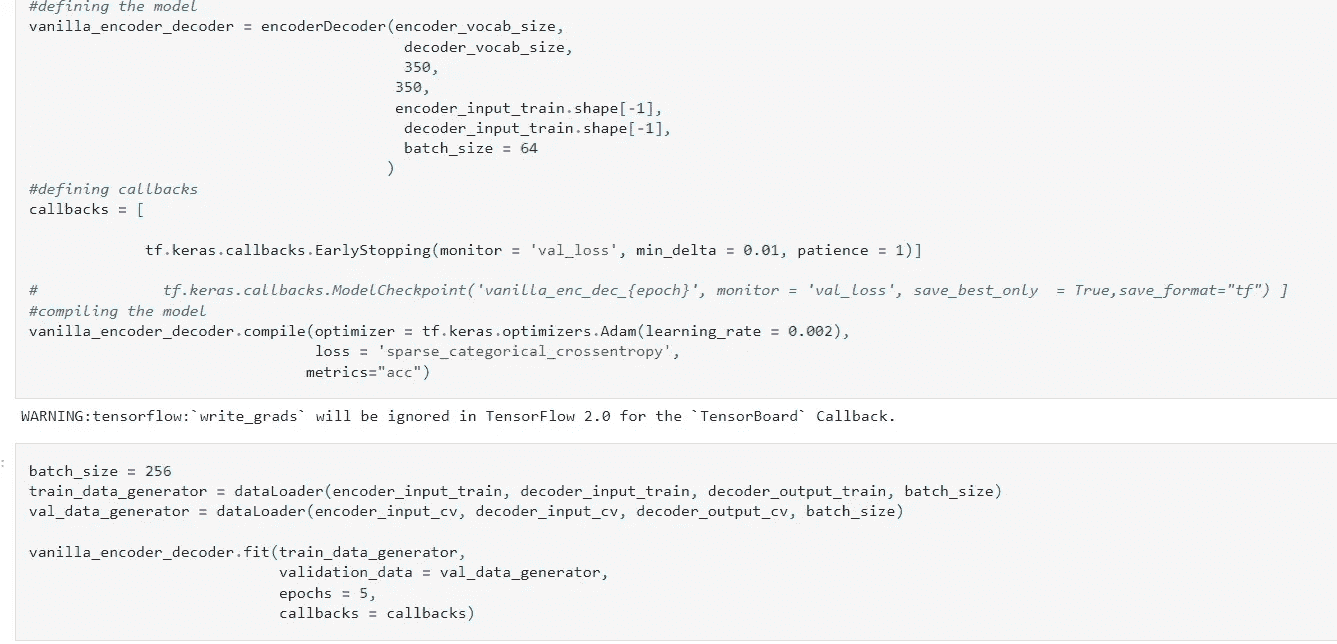 #defining the model
vanilla_encoder_decoder = encoderDecoder(encoder_vocab_size,
decoder_vocab_size,
350,
350,
encoder_input_train.shape[-1],
decoder_input_train.shape[-1],
batch_size = 64
)
#defining callbacks
callbacks = [
tf.keras.callbacks.EarlyStopping(monitor = 'val_loss', min_delta = 0.01, patience = 1)]
# tf.keras.callbacks.ModelCheckpoint('vanilla_enc_dec_{epoch}', monitor = 'val_loss', save_best_only  = True,save_format="tf") ]
#compiling the model
vanilla_encoder_decoder.compile(optimizer = tf.keras.optimizers.Adam(learning_rate = 0.002),
loss = 'sparse_categorical_crossentropy',
metrics="acc")
WARNING:tensorflow:`write_grads` will be ignored in TensorFlow 2.0 for the `TensorBoard` Callback.
:
batch_size = 256
train_data_generator = dataLoader(encoder_input_train, decoder_input_train, decoder_output_train, batch_size)
val_data_generator = dataLoader(encoder_input_cv, decoder_input_cv, decoder_output_cv, batch_size)
vanilla_encoder_decoder.fit(train_data_generator,
validation_data = val_data_generator,
epochs = 5,
callbacks = callbacks)